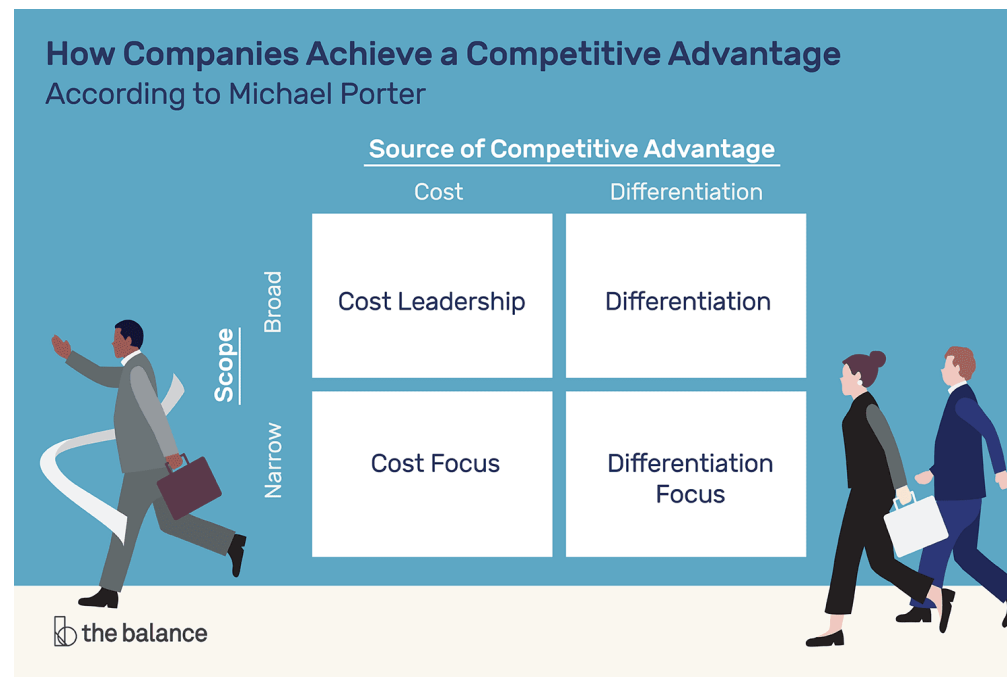 How Companies Achieve a Competitive Advantage
According to Michael Porter
Source of Competitive Advantage
Cost
Differentiation
Scope
Broad
Cost Leadership
Differentiation
Narrow
Cost Focus
Differentiation
Focus
the balance